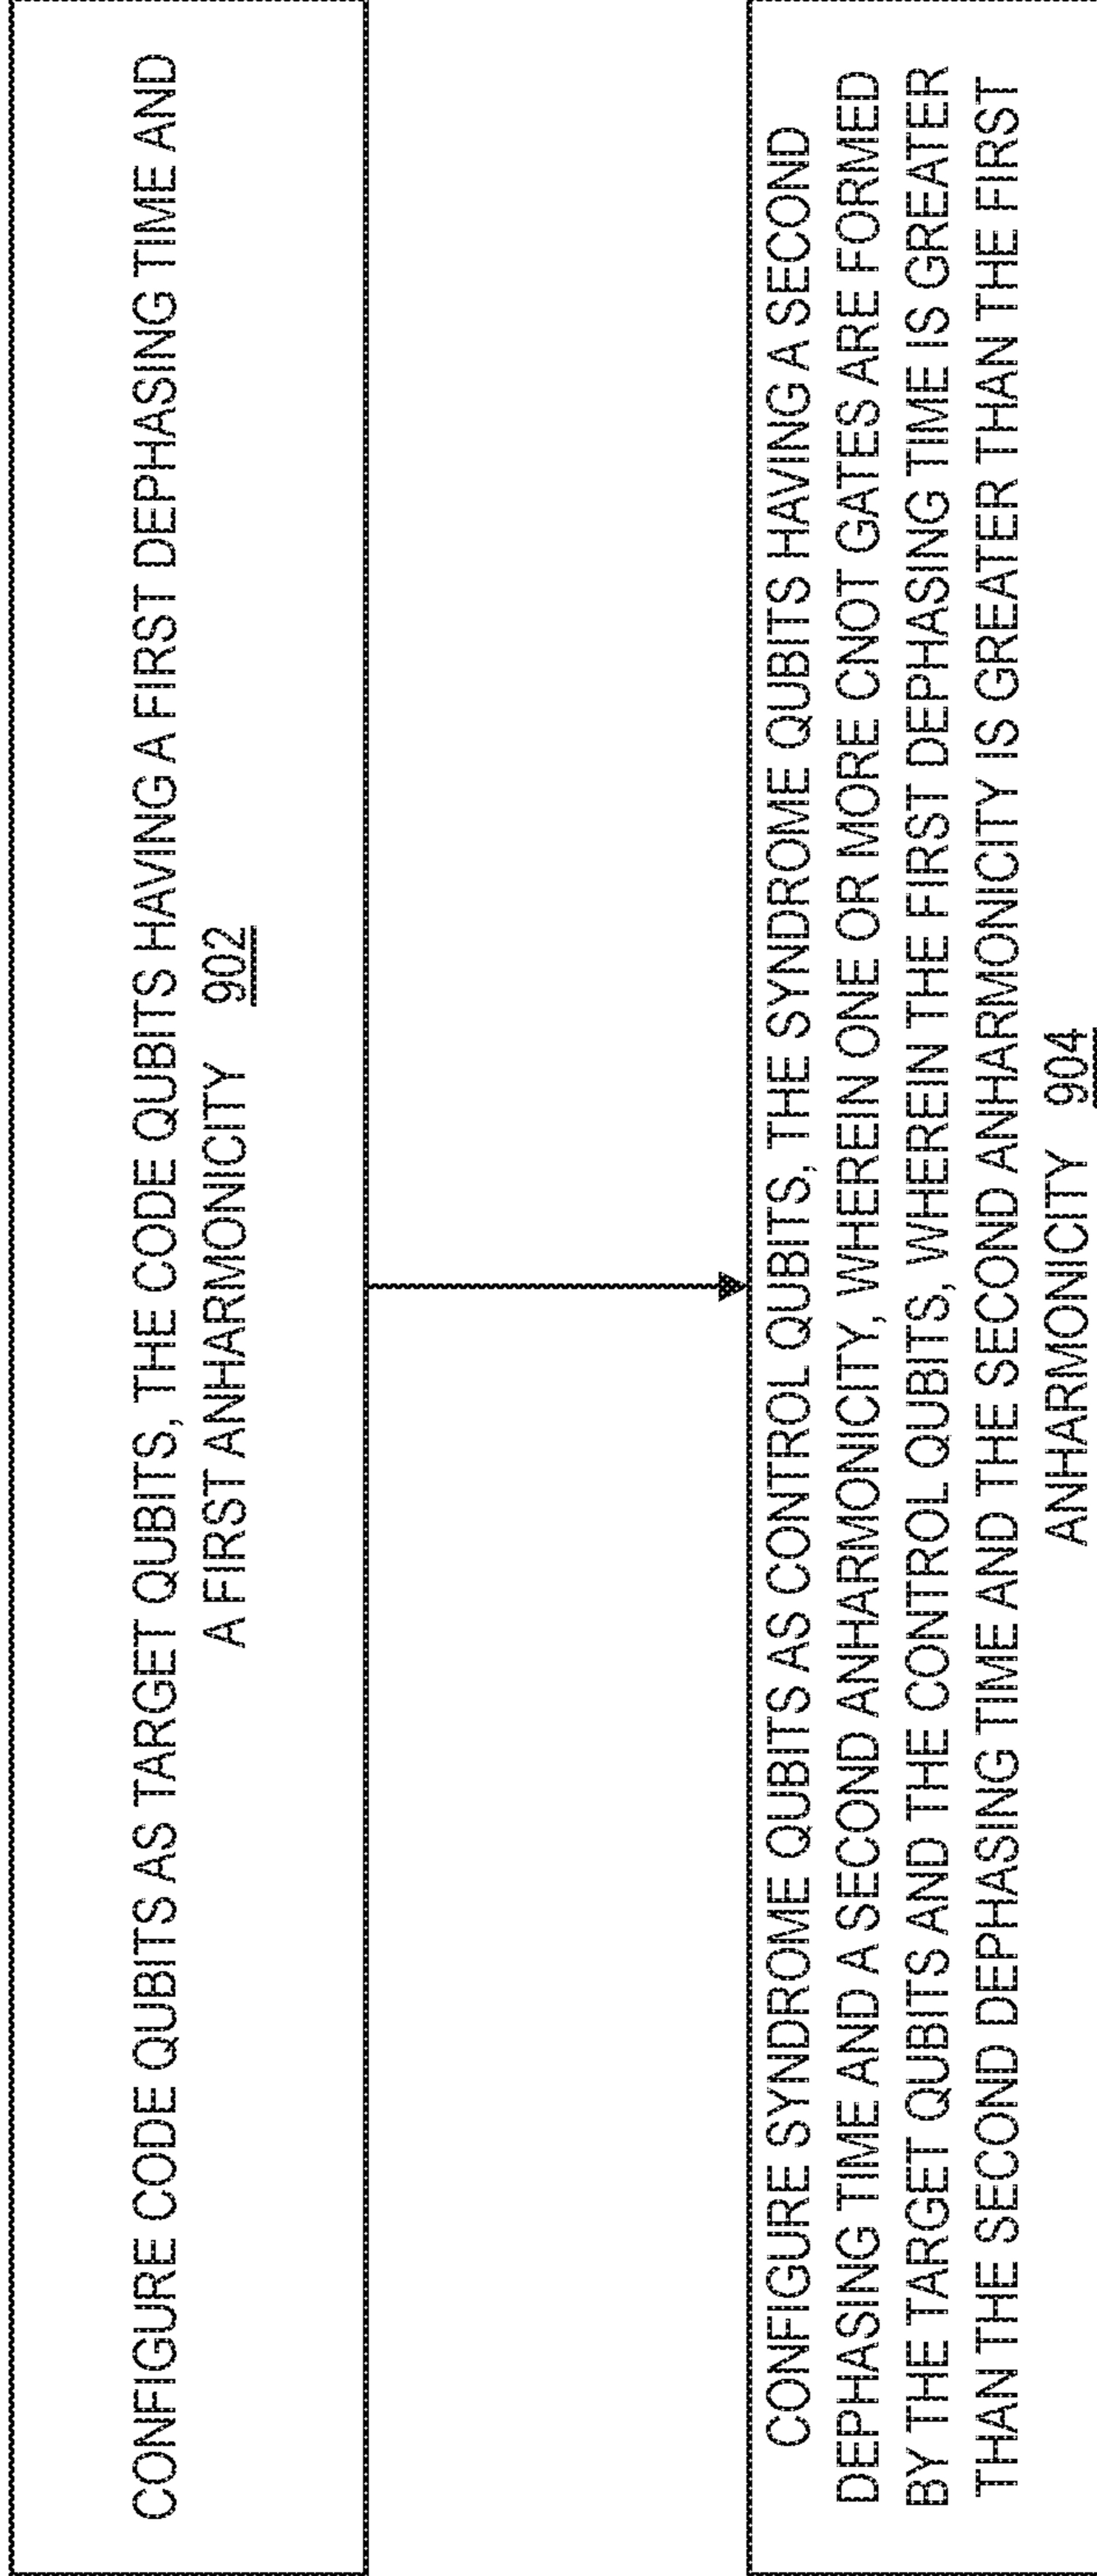 CONFIGURE CODE QUBITS AS TARGET QUBITS, THE CODE QUBITS HAVING A FIRST DEPHASING TIME AND
A FIRST ANHARMONICITY 902
CONFIGURE SYNDROME QUBITS AS CONTROL QUBITS, THE SYNDROME QUBITS HAVING A SECOND
DEPHASING TIME AND A SECOND ANHARMONICITY, WHEREIN ONE OR MORE CNOT GATES ARE FORMED
BY THE TARGET QUBITS AND THE CONTROL QUBITS, WHEREIN THE FIRST DEPHASING TIME IS GREATER
THAN THE SECOND DEPHASING TIME AND THE SECOND ANHARMONICITY IS GREATER THAN THE FIRST
ANHARMONICITY 904